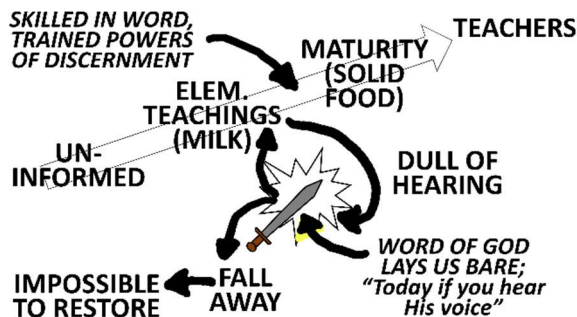 SKILLED IN WORD,
TRAINED POWERS
OF DISCERNMENT
TEACHERS
MATURITY
(SOLID
FOOD)
ELEM.
TEACHINGS
(MILK)
UN-
INFORMED
DULL OF
HEARING
WORD OF GOD
LAYS US BARE;
“Today if you hear
His voice”
FALL
AWAY
IMPOSSIBLE
TO RESTORE